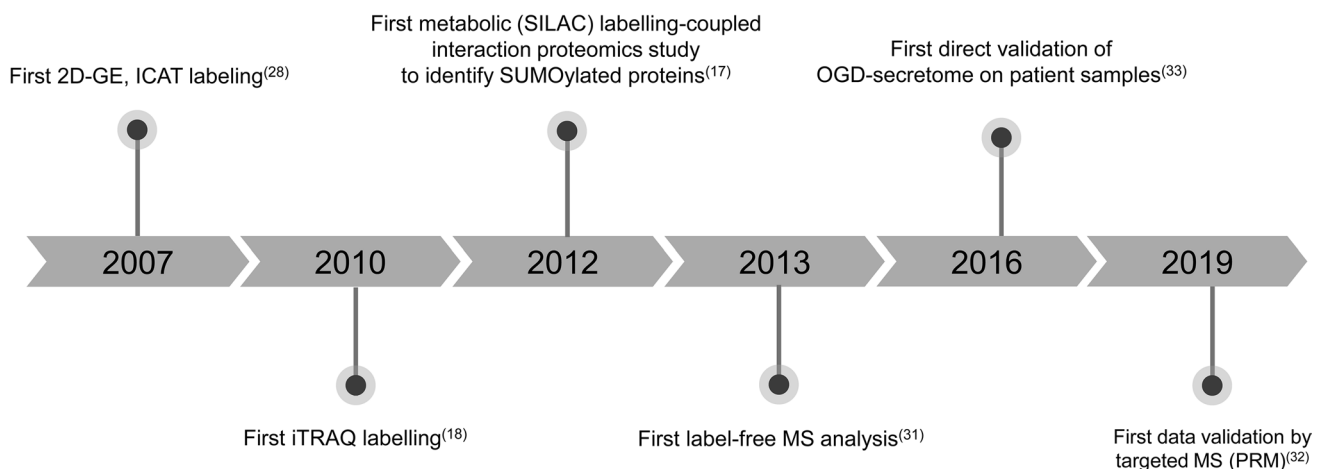 First metabolic (SILAC) labelling-coupled
interaction proteomics study
to identify SUMOylated proteins(17)
First 2D-GE, ICAT labeling(28)
First direct validation of
OGD-secretome on patient samples(33)
2007
2010
2012
2013
2016
2019
First iTRAQ labelling(18)
First label-free MS analysis(31)
First data validation by
targeted MS (PRM)(32)